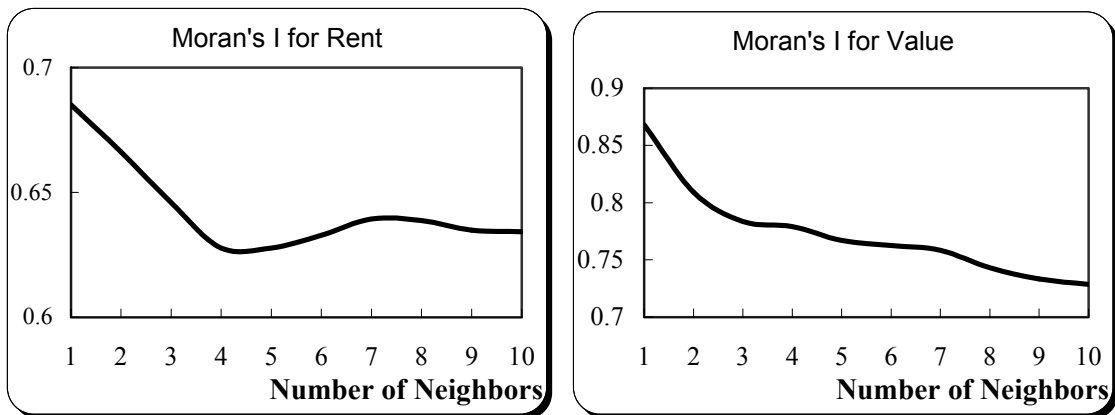 Moran's I for Rent
0.7
0.65
0.6
1 2 3 4 5 6 7 8 9 10
Number of Neighbors
Moran's I for Value
0.9
0.85
0.8
0.75
0.7
1 2 3 4 5 6 7 8 9 10
Number of Neighbors